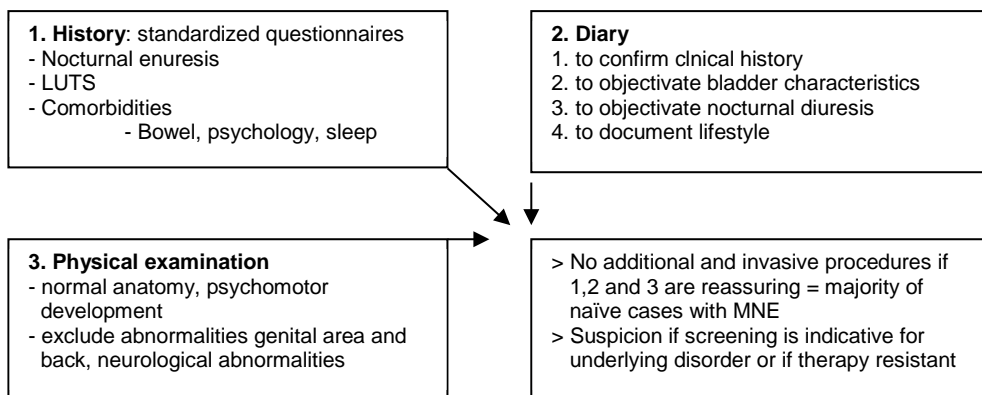 1. History: standardized questionnaires
- Nocturnal enuresis
- LUTS
- Comorbidities
- Bowel, psychology, sleep
2. Diary
1. to confirm clnical history
2. to objectivate bladder characteristics
3. to objectivate nocturnal diuresis
4. to document lifestyle
3. Physical examination
- normal anatomy, psychomotor
development
- exclude abnormalities genital area and
back, neurological abnormalities
> No additional and invasive procedures if
1,2 and 3 are reassuring = majority of
naïve cases with MNE
> Suspicion if screening is indicative for
underlying disorder or if therapy resistant